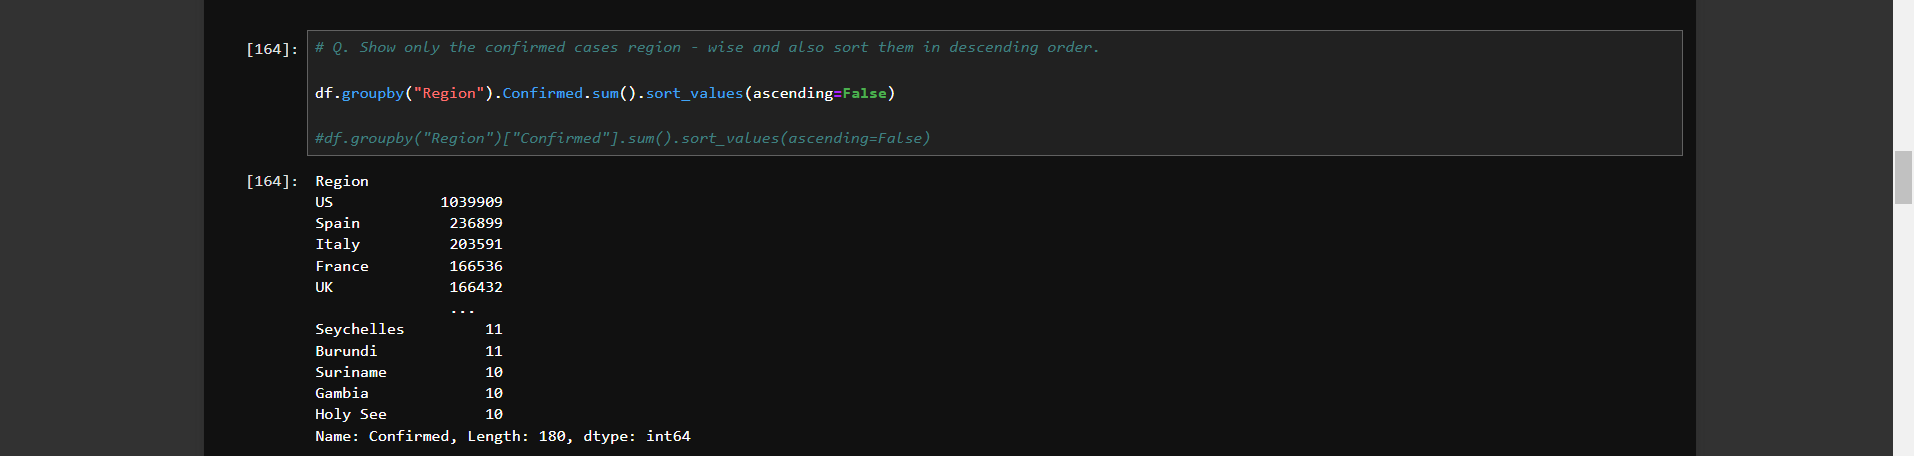 [164]: # Q. Show only the confirmed cases region - wise and also sort them in descending order.
df.groupby("Region").Confirmed.sum().sort_values(ascending=False)
#df.groupby("Region")["Confirmed"].sum().sort_values(ascending=False)
[164]: Region
US 1039909
Spain 236899
Italy 203591
France 166536
UK 166432
...
Seychelles 11
Burundi 11
Suriname 10
Gambia 10
Holy See 10
Name: Confirmed, Length: 180, dtype: int64